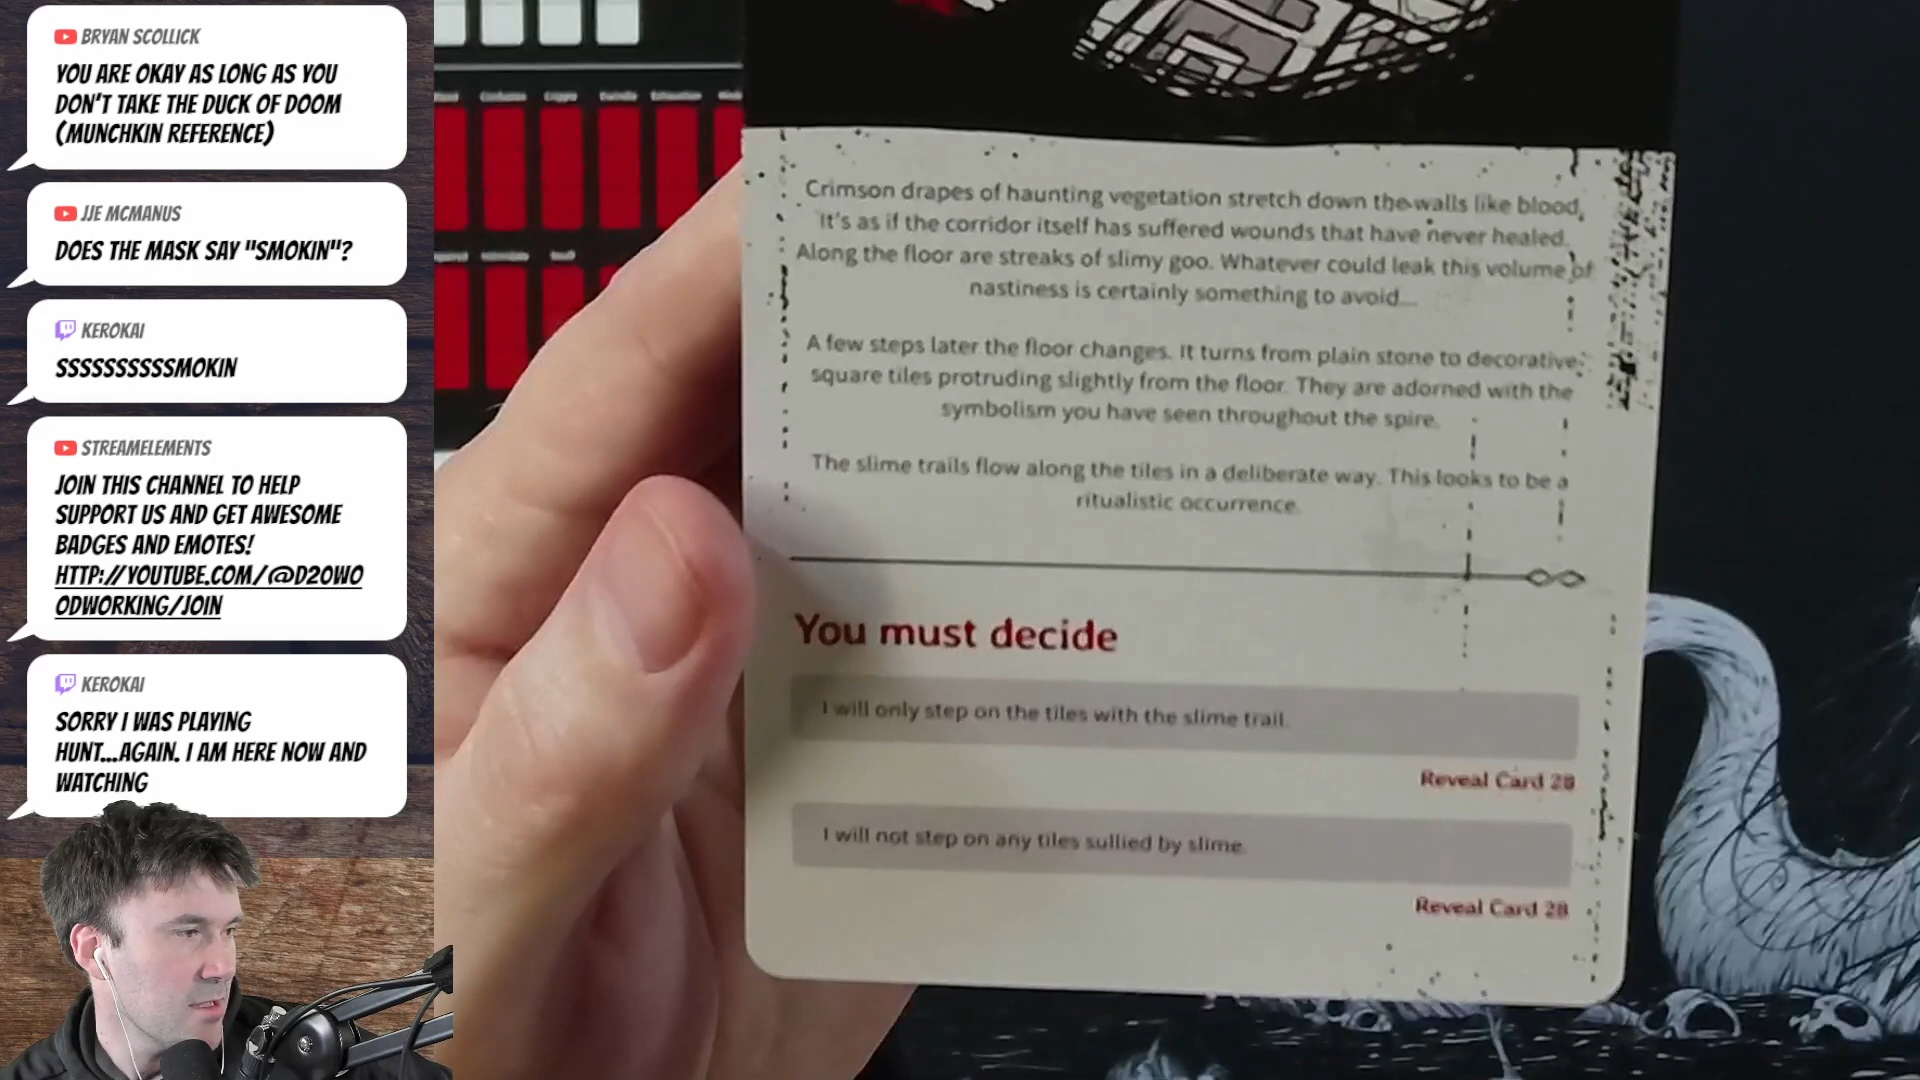 BRYAN SCOLLICK
YOU ARE OKAY AS LONG AS YOU
DON'T TAKE THE DUCK OF DOOM
(MUNCHKIN REFERENCE)
JJE MCMANUS
DOES THE MASK SAY "SMOKIN"?
KEROKAI
SSSSSSSSSSMOKIN
STREAMELEMENTS
JOIN THIS CHANNEL TO HELP
SUPPORT US AND GET AWESOME
BADGES AND EMOTES!
HTTP://YOUTUBE.COM/@D20WO
ODWORKING/JOIN
KEROKAI
SORRY I WAS PLAYING
HUNT...AGAIN. I AM HERE NOW AND
WATCHING
Crimson drapes of haunting vegetation stretch down the walls like blood.
It's as if the corridor itself has suffered wounds that have never healed.
Along the floor are streaks of slimy goo. Whatever could leak this volume of
nastiness is certainly something to avoid...
A few steps later the floor changes. It turns from plain stone to decorative
square tiles protruding slightly from the floor. They are adorned with the
symbolism you have seen throughout the spire.
The slime trails flow along the tiles in a deliberate way. This looks to be a
ritualistic occurrence.
You must decide
I will only step on the tiles with the slime trail.
Reveal Card 28
I will not step on any tiles sullied by slime.
Reveal Card 28